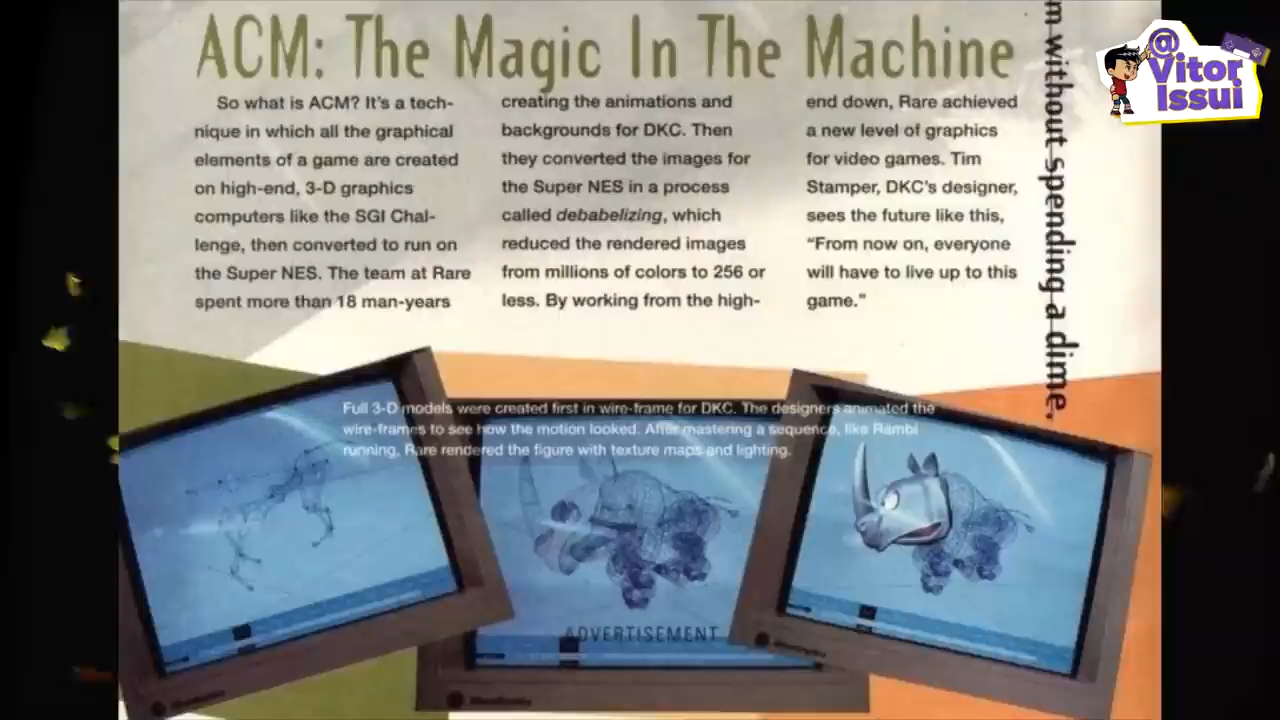 ACM: The Magic In The Machine
So what is ACM? It's a tech-
nique in which all the graphical
elements of a game are created
on high-end, 3-D graphics
computers like the SGI Chal-
lenge, then converted to run on
the Super NES. The team at Rare
spent more than 18 man-years
creating the animations and
backgrounds for DKC. Then
they converted the images for
the Super NES in a process
called debabelizing, which
reduced the rendered images
from millions of colors to 256 or
less. By working from the high-
end down, Rare achieved
a new level of graphics
for video games. Tim
Stamper, DKC's designer,
sees the future like this,
“From now on, everyone
will have to live up to this
game.”
m without spending a dime.
@
Vitor
Issui
Full 3-D models were created first in wire-frame for DKC. The designers animated the
wire-frames to see how the motion looked. After mastering a sequence, like Rambi
running, Rare rendered the figure with texture maps and lighting.
ADVERTISEMENT